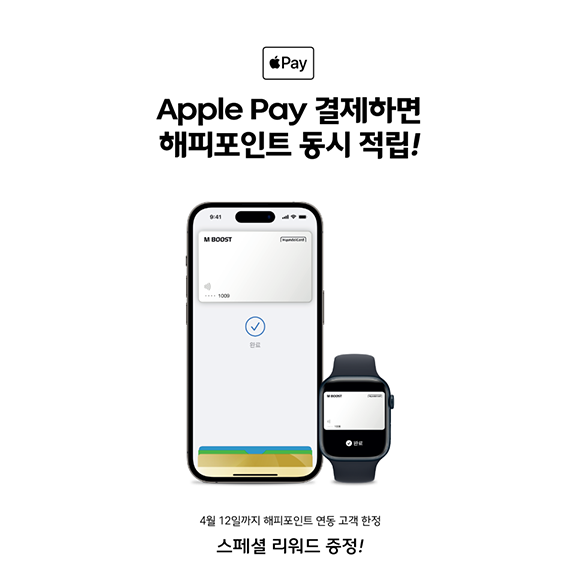 Pay
Apple Pay 결제하면
해피포인트 동시 적립!
9:41
M BOOST
HyundaiCard
•••• 1009
완료
M BOOST
1009
완료
4월 12일까지 해피포인트 연동 고객 한정
스페셜 리워드 증정!